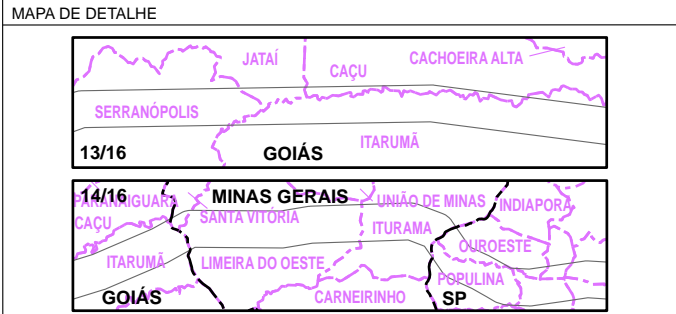 MAPA DE DETALHE
JATAÍ
CACHOEIRA ALTA
CAÇU
SERRANÓPOLIS
ITARUMÃ
13/16
GOIÁS
14/16
MINAS GERAIS
PARANAIGUARA
UNIÃO DE MINAS
INDIAPORÃ
SANTA VITÓRIA
CAÇU
ITURAMA
OUROESTE
ITARUMÃ
LIMEIRA DO OESTE
POPULINA
GOIÁS
CARNEIRINHO
SP